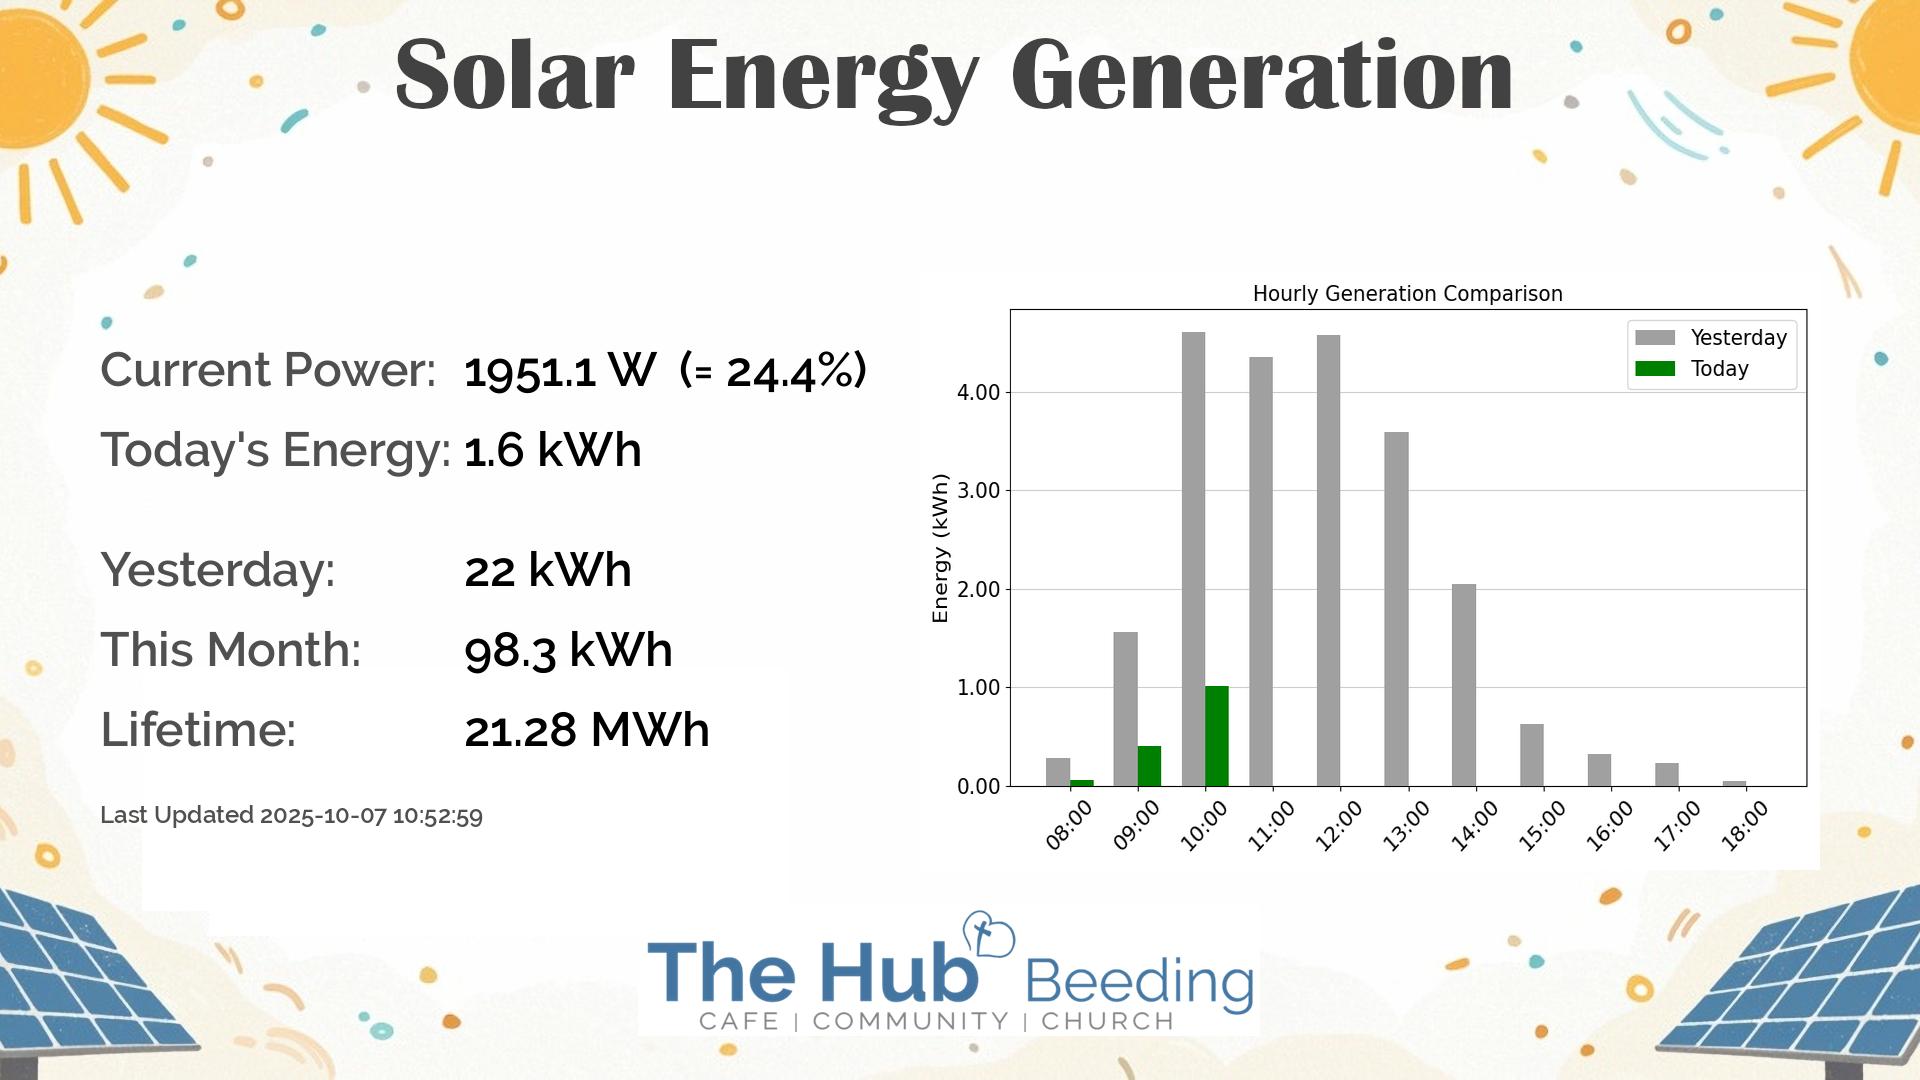 Solar Energy Generation
Current Power: 1951.1 W (= 24.4%)
Today's Energy: 1.6 kWh
Yesterday: 22 kWh
This Month: 98.3 kWh
Lifetime: 21.28 MWh
Last Updated 2025-10-07 10:52:59
Hourly Generation Comparison
Yesterday
Today
Energy (kWh)
4.00
3.00
2.00
1.00
0.00
08:00 09:00 10:00 11:00 12:00 13:00 14:00 15:00 16:00 17:00 18:00
The Hub Beeding
CAFE | COMMUNITY | CHURCH